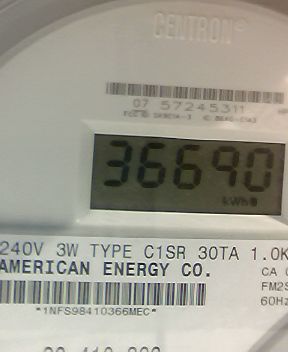 CENTRON®
07 57245311
36690
kWh
240V 3W TYPE C1SR 30TA 1.0K
AMERICAN ENERGY CO.
CA
FM2S
60Hz
*1NFS98410366MEC*